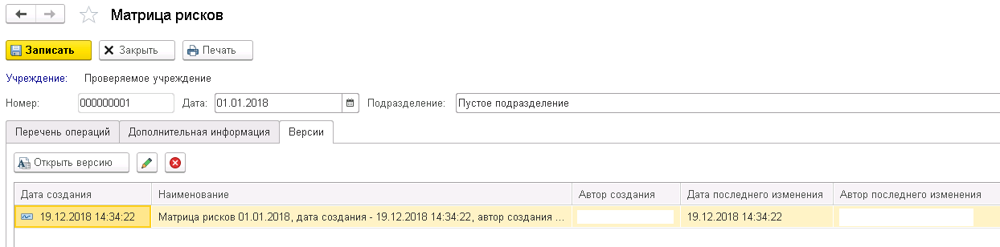 Матрица рисков
Записать Закрыть Печать
Учреждение: Проверяемое учреждение
Номер: 000000001 Дата: 01.01.2018 Подразделение: Пустое подразделение
Перечень операций Дополнительная информация Версии
Открыть версию
Дата создания Наименование Автор создания Дата последнего изменения Автор последнего изменения
19.12.2018 14:34:22 Матрица рисков 01.01.2018, дата создания - 19.12.2018 14:34:22, автор создания ... 19.12.2018 14:34:22